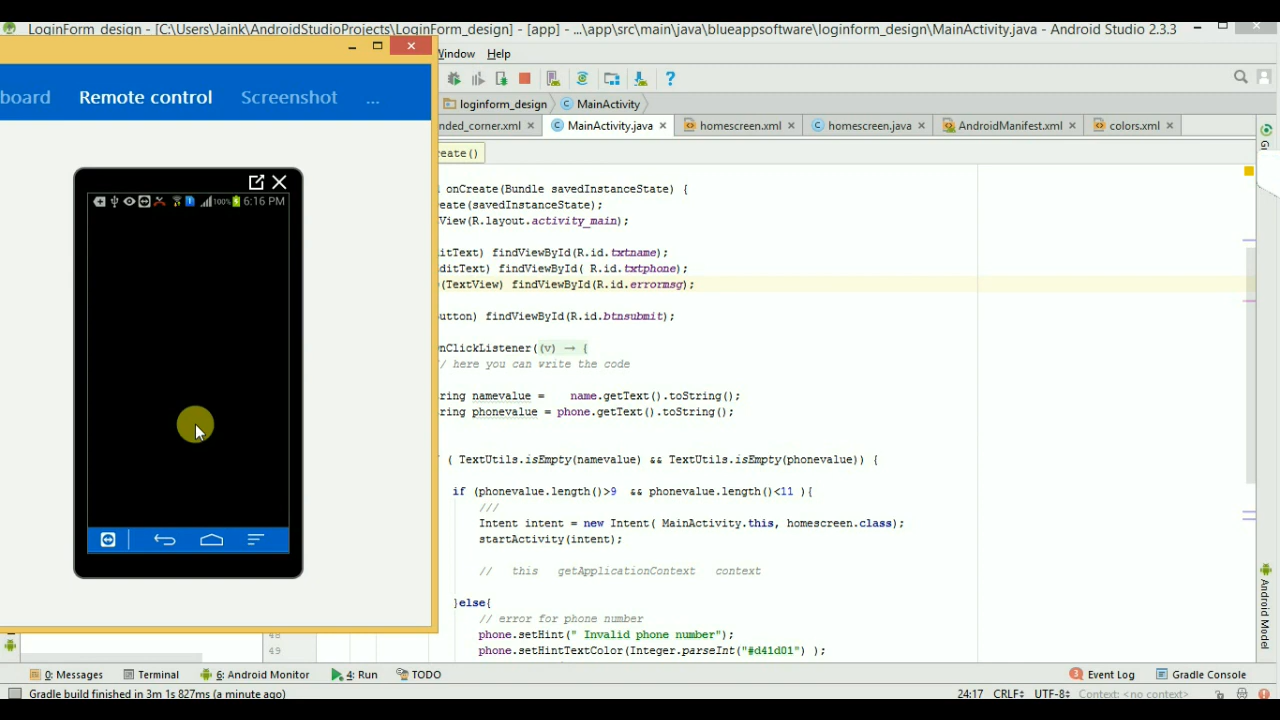 LoginForm_design - [C:\Users\Jaink\AndroidStudioProjects\LoginForm_design] - [app] - ...\app\src\main\java\blueappsoftware\loginform_design\MainActivity.java - Android Studio 2.3.3
Window Help
board Remote control Screenshot ...
loginform_design MainActivity
nded_corner.xml MainActivity.java homescreen.xml homescreen.java AndroidManifest.xml colors.xml
reate()
d onCreate(Bundle savedInstanceState) {
eate(savedInstanceState);
View(R.layout.activity_main);
ditText) findViewById(R.id.txtname);
ditText) findViewById( R.id.txtphone);
(TextView) findViewById(R.id.errormsg);
utton) findViewById(R.id.btnsubmit);
nClickListener((v) → {
/ here you can write the code
ring namevalue = name.getText().toString();
ring phonevalue = phone.getText().toString();
( TextUtils.isEmpty(namevalue) && TextUtils.isEmpty(phonevalue)) {
if (phonevalue.length()>9 && phonevalue.length()<11 ){
///
Intent intent = new Intent( MainActivity.this, homescreen.class);
startActivity(intent);
// this getApplicationContext context
}else{
// error for phone number
phone.setHint(" Invalid phone number");
phone.setHintTextColor(Integer.parseInt("#d41d01") );
100% 6:16 PM
48
49
0: Messages Terminal 6: Android Monitor 4: Run TODO
Event Log Gradle Console
Gradle build finished in 3m 1s 827ms (a minute ago)
24:17 CRLF UTF-8 Context: <no context>
Android Model